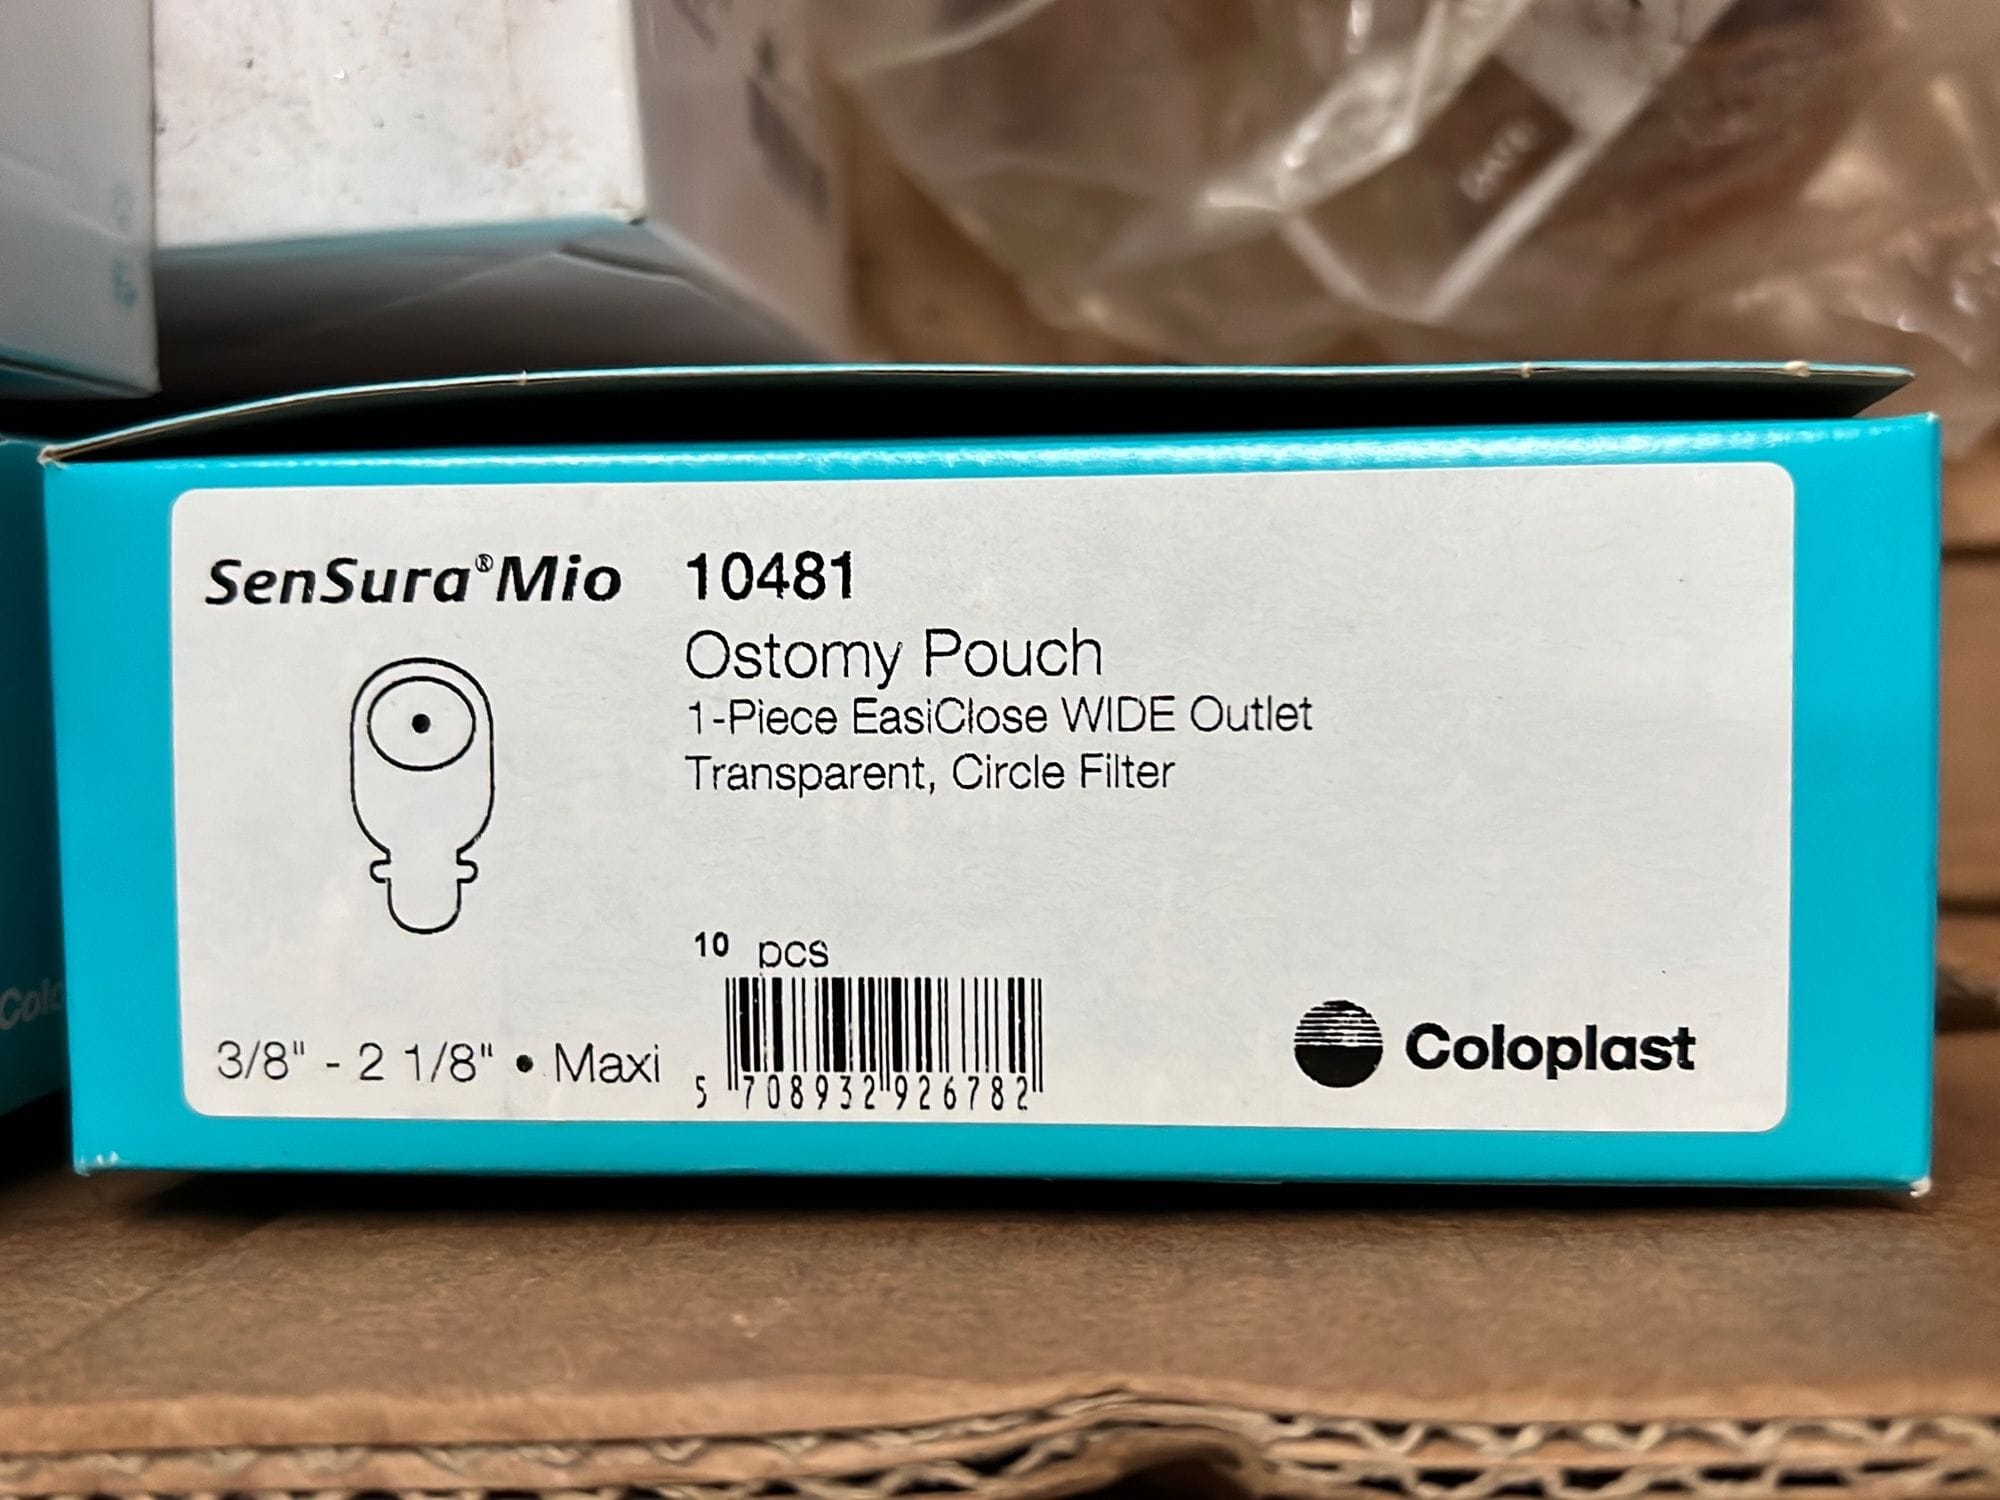 SenSura®Mio
10481
Ostomy Pouch
1-Piece EasiClose WIDE Outlet
Transparent, Circle Filter
10 pcs
3/8" - 2 1/8" • Maxi
5 708932 926782
Coloplast